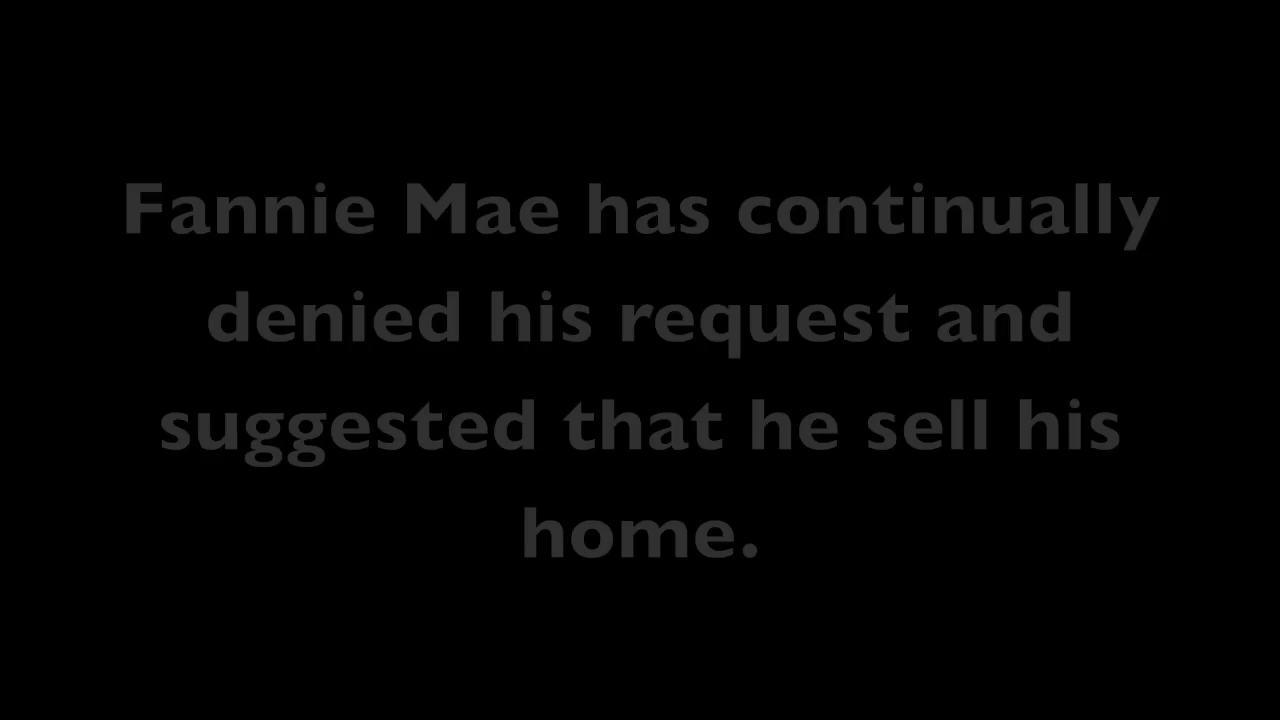 Fannie Mae has continually
denied his request and
suggested that he sell his
home.